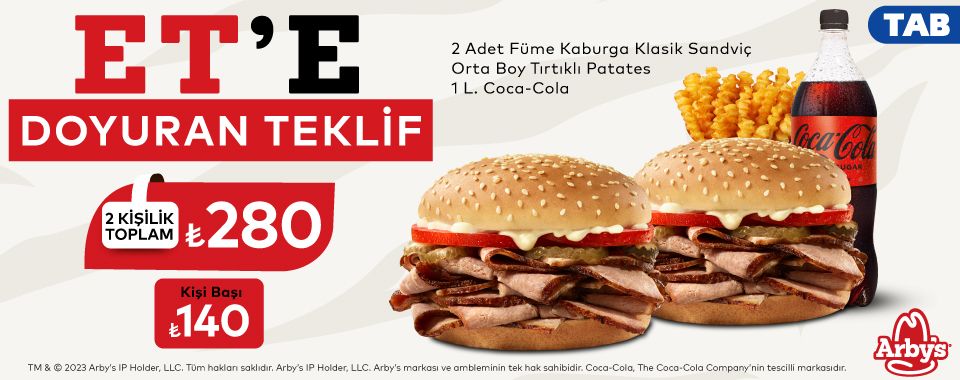 ET'E
DOYURAN TEKLİF
2 KİŞİLİK
TOPLAM
₺280
Kişi Başı
₺140
2 Adet Füme Kaburga Klasik Sandviç
Orta Boy Tırtıklı Patates
1 L. Coca-Cola
TAB
Coca-Cola
SUGAR
Arby's
TM & © 2023 Arby's IP Holder, LLC. Tüm hakları saklıdır. Arby's IP Holder, LLC. Arby's markası ve ambleminin tek hak sahibidir. Coca-Cola, The Coca-Cola Company'nin tescilli markasıdır.